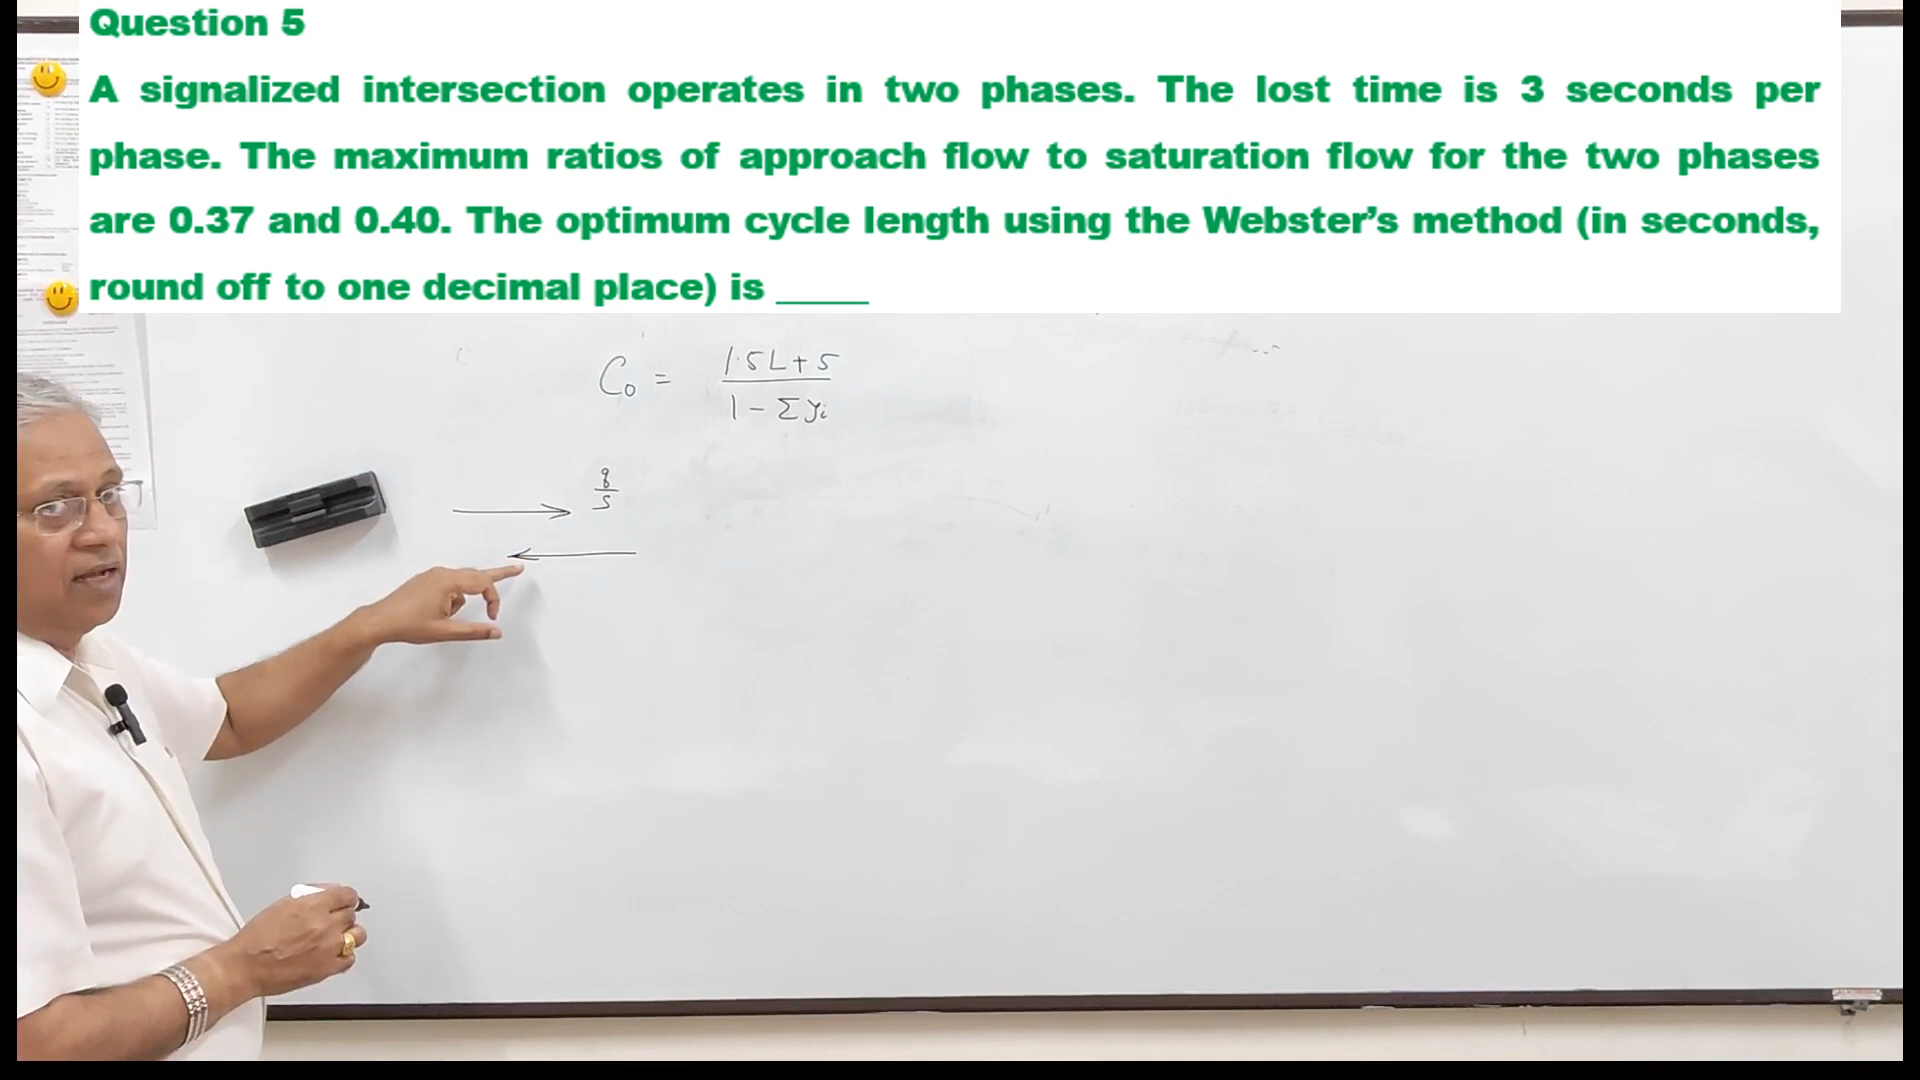 Question 5
A signalized intersection operates in two phases. The lost time is 3 seconds per
phase. The maximum ratios of approach flow to saturation flow for the two phases
are 0.37 and 0.40. The optimum cycle length using the Webster’s method (in seconds,
round off to one decimal place) is _____
C₀ = 1.5L+5
1-Σyᵢ
q
s